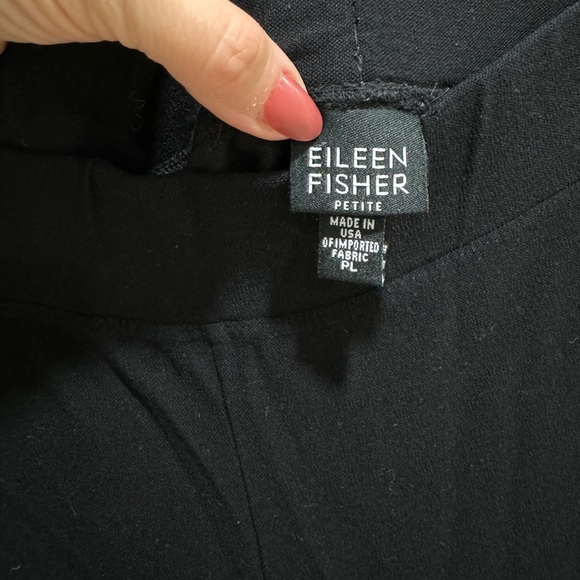 EILEEN
FISHER
PETITE
MADE IN
USA
OF IMPORTED
FABRIC
PL